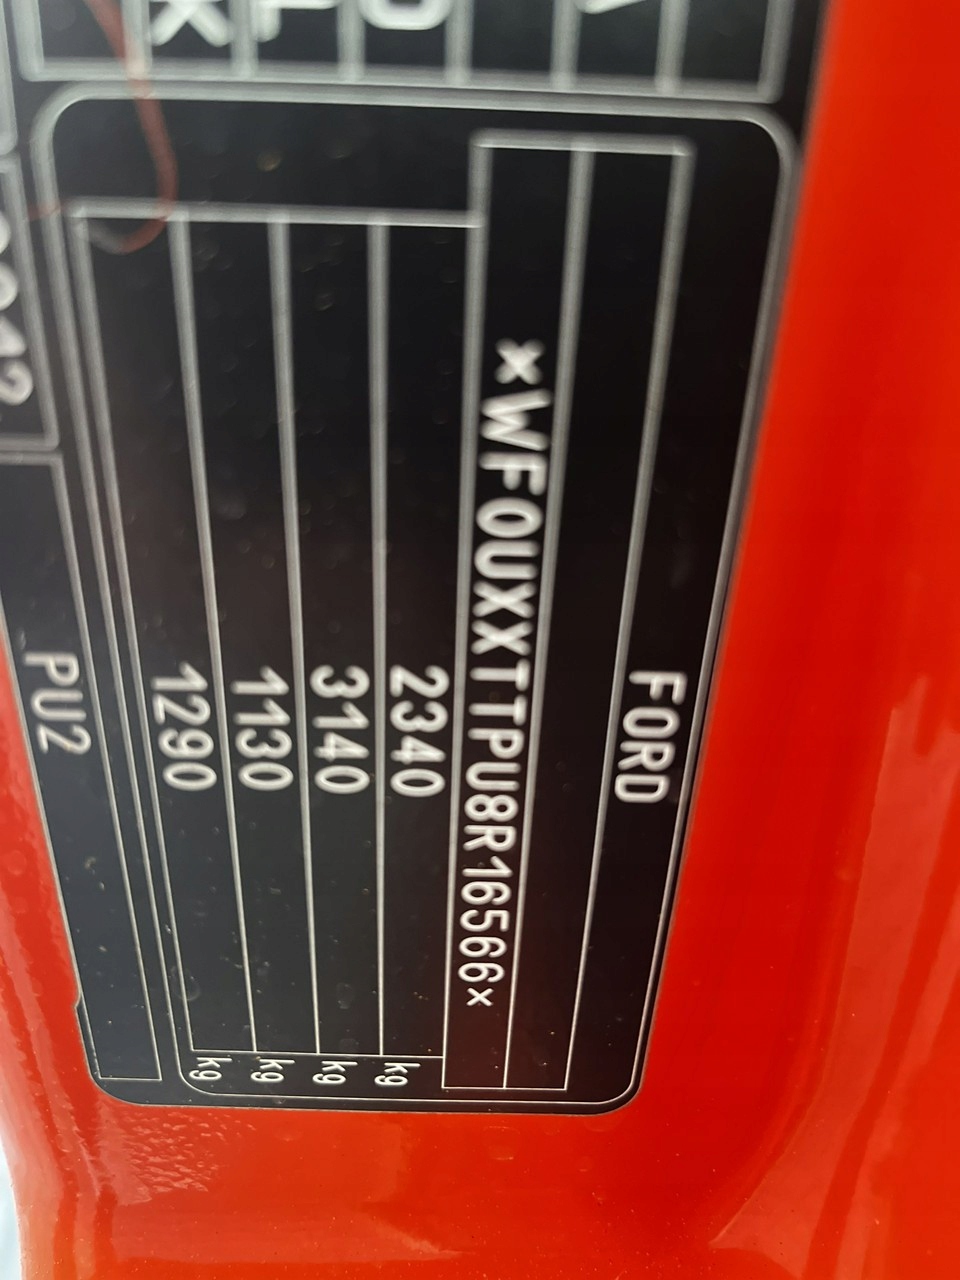 FORD
*WF0UXXTTPU8R16566*
2340 kg
3140 kg
1130 kg
1290 kg
PU2